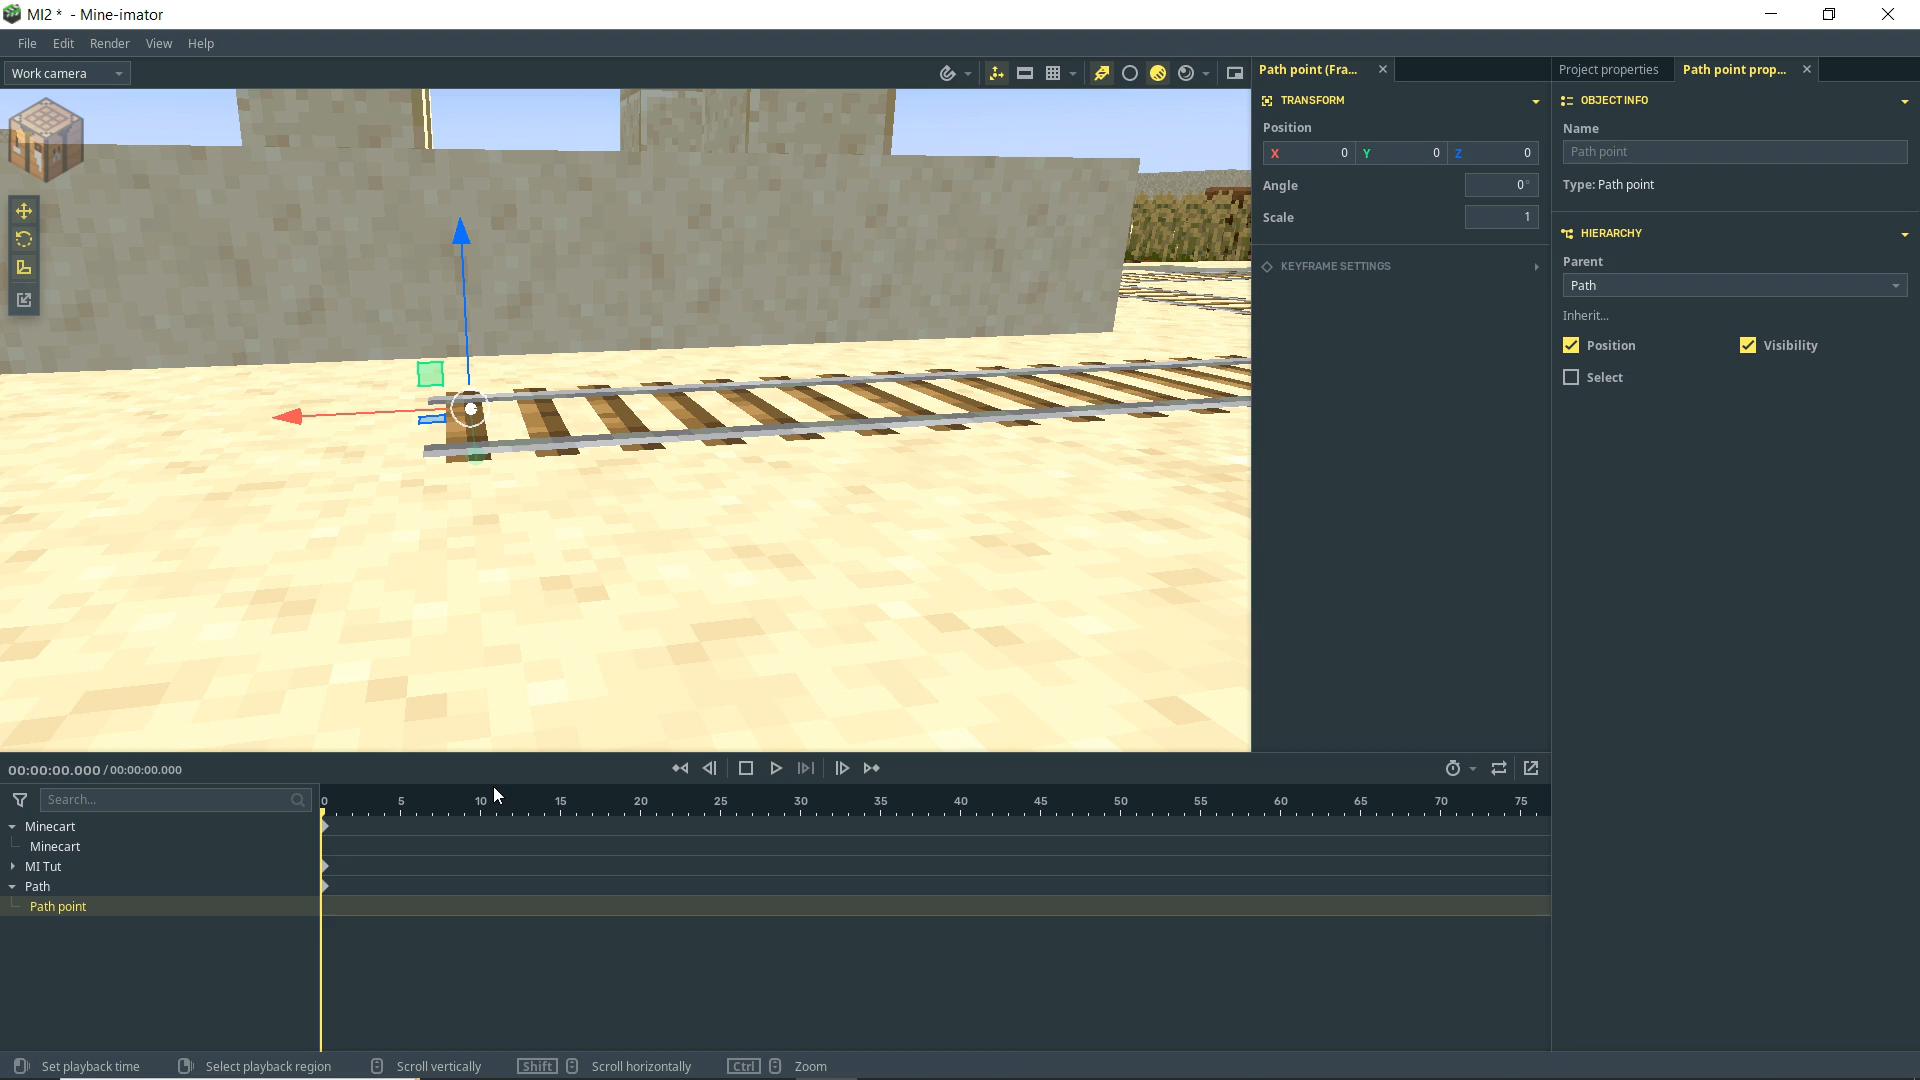 MI2 * - Mine-imator
File Edit Render View Help
Work camera
Path point (Fra...
Project properties
Path point prop...
TRANSFORM
Position
X 0 Y 0 Z 0
Angle 0°
Scale 1
KEYFRAME SETTINGS
OBJECT INFO
Name
Path point
Type: Path point
HIERARCHY
Parent
Path
Inherit...
Position
Visibility
Select
00:00:00.000 / 00:00:00.000
Search...
0 5 10 15 20 25 30 35 40 45 50 55 60 65 70 75
Minecart
Minecart
MI Tut
Path
Path point
Set playback time Select playback region Scroll vertically Shift Scroll horizontally Ctrl Zoom